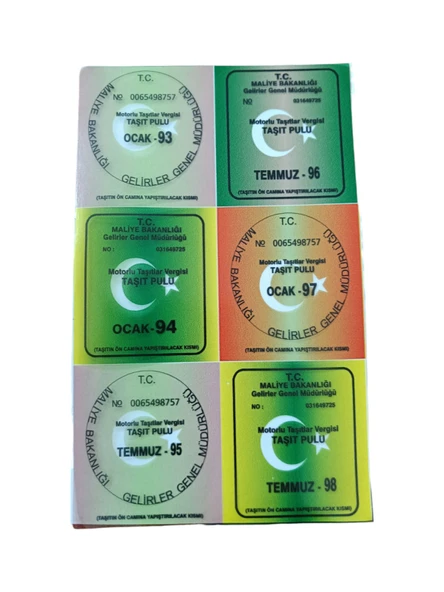 T.C.
MALİYE BAKANLIĞI
GELİRLER GENEL MÜDÜRLÜĞÜ
№ 0065498757
Motorlu Taşıtlar Vergisi
TAŞIT PULU
OCAK - 93
(TAŞITIN ÖN CAMINA YAPIŞTIRILACAK KISMI)
T.C.
MALİYE BAKANLIĞI
Gelirler Genel Müdürlüğü
NO : 031649725
Motorlu Taşıtlar Vergisi
TAŞIT PULU
TEMMUZ - 96
(TAŞITIN ÖN CAMINA YAPIŞTIRILACAK KISMI)
T.C.
MALİYE BAKANLIĞI
Gelirler Genel Müdürlüğü
NO : 031649725
Motorlu Taşıtlar Vergisi
TAŞIT PULU
OCAK - 94
(TAŞITIN ÖN CAMINA YAPIŞTIRILACAK KISMI)
T.C.
MALİYE BAKANLIĞI
GELİRLER GENEL MÜDÜRLÜĞÜ
№ 0065498757
Motorlu Taşıtlar Vergisi
TAŞIT PULU
OCAK - 97
(TAŞITIN ÖN CAMINA YAPIŞTIRILACAK KISMI)
T.C.
MALİYE BAKANLIĞI
GELİRLER GENEL MÜDÜRLÜĞÜ
№ 0065498757
Motorlu Taşıtlar Vergisi
TAŞIT PULU
TEMMUZ - 95
(TAŞITIN ÖN CAMINA YAPIŞTIRILACAK KISMI)
T.C.
MALİYE BAKANLIĞI
Gelirler Genel Müdürlüğü
NO : 031649725
Motorlu Taşıtlar Vergisi
TAŞIT PULU
TEMMUZ - 98
(TAŞITIN ÖN CAMINA YAPIŞTIRILACAK KISMI)